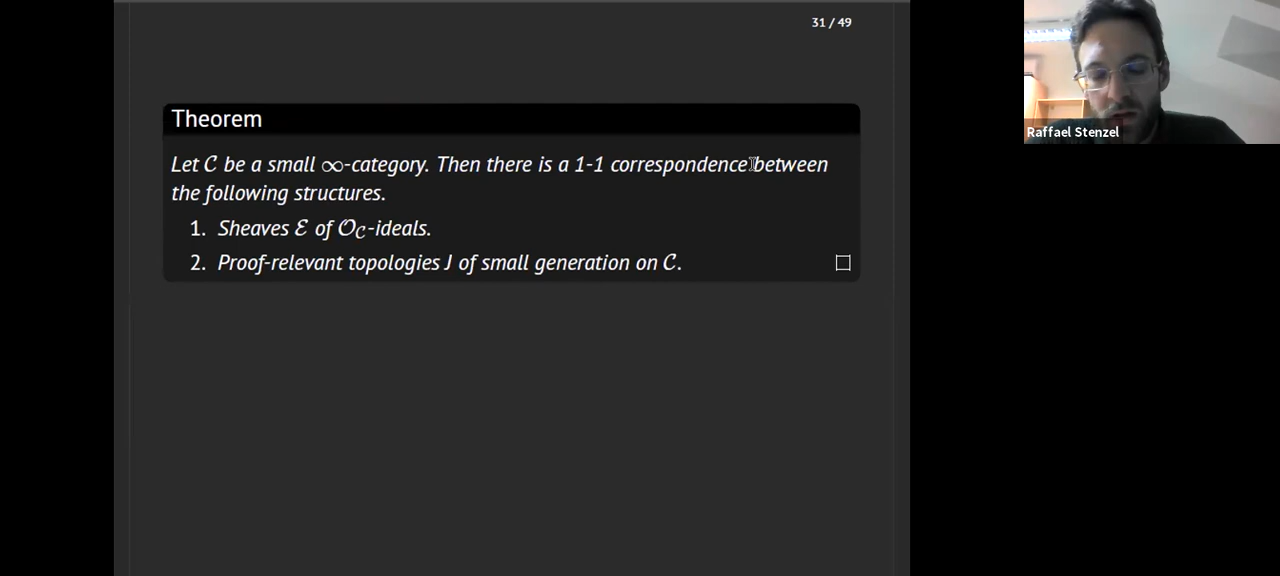 31 / 49
Theorem
Let C be a small ∞-category. Then there is a 1-1 correspondence between
the following structures.
1. Sheaves ℰ of 𝒪_C-ideals.
2. Proof-relevant topologies J of small generation on C.
Raffael Stenzel